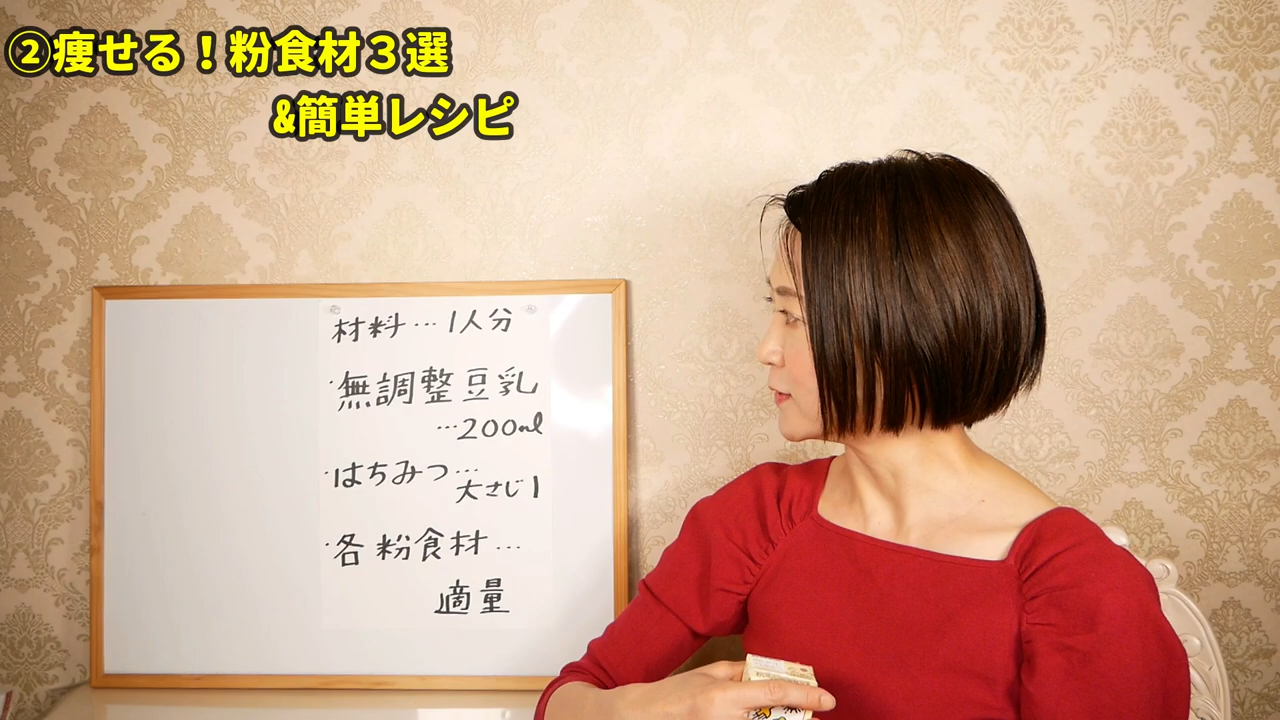 ②痩せる！粉食材３選
&簡単レシピ
材料…1人分
・無調整豆乳
…200ml
・はちみつ…
大さじ1
・各粉食材…
適量